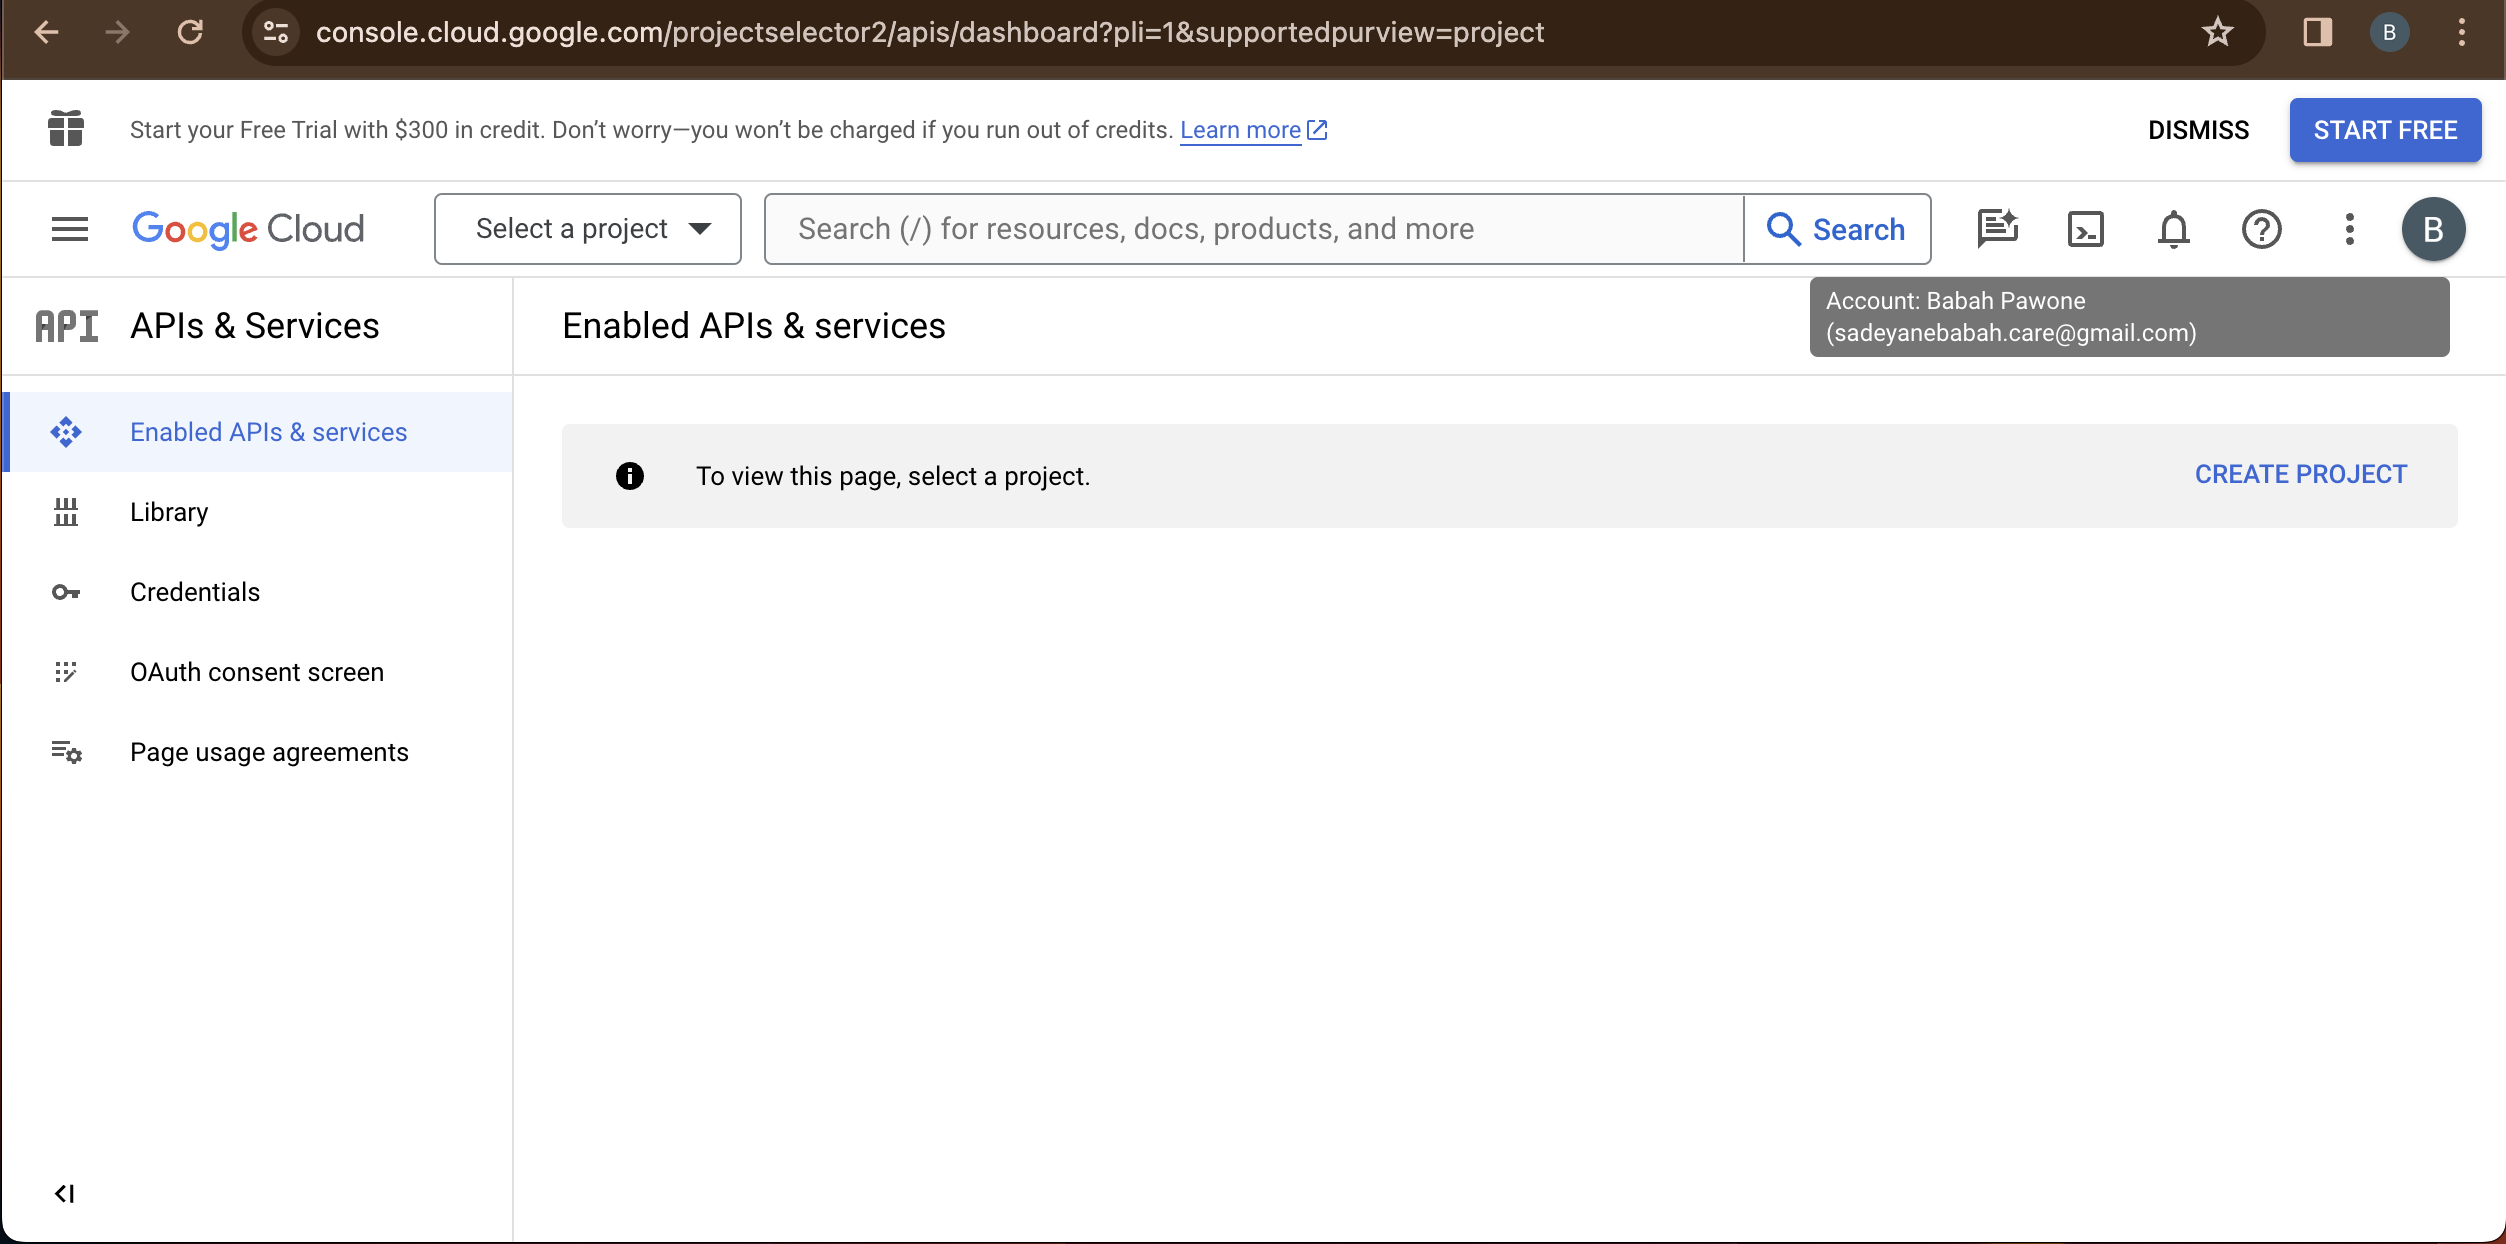 console.cloud.google.com/projectselector2/apis/dashboard?pli=1&supportedpurview=project
B
Start your Free Trial with $300 in credit. Don’t worry—you won’t be charged if you run out of credits. Learn more
DISMISS
START FREE
Google Cloud
Select a project
Search (/) for resources, docs, products, and more
Search
B
API
APIs & Services
Enabled APIs & services
Account: Babah Pawone
(sadeyanebabah.care@gmail.com)
Enabled APIs & services
To view this page, select a project.
CREATE PROJECT
Library
Credentials
OAuth consent screen
Page usage agreements